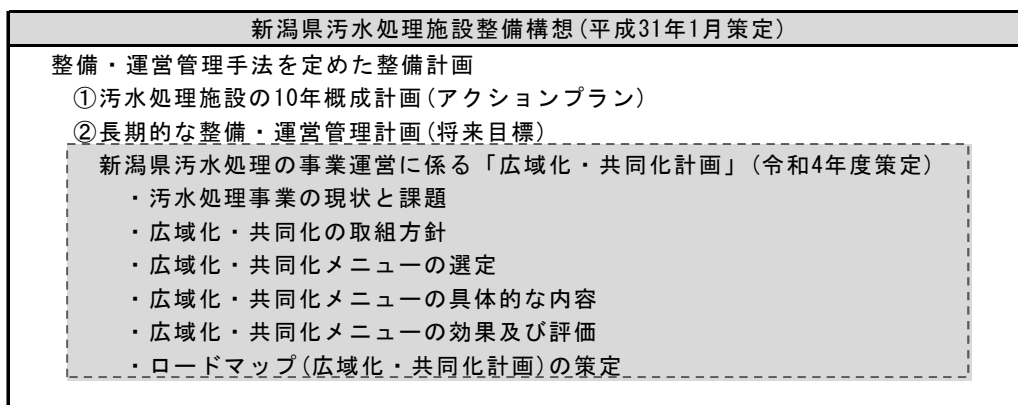 新潟県汚水処理施設整備構想(平成31年1月策定)
整備・運営管理手法を定めた整備計画
①汚水処理施設の10年概成計画(アクションプラン)
②長期的な整備・運営管理計画(将来目標)
新潟県汚水処理の事業運営に係る「広域化・共同化計画」(令和4年度策定)
・汚水処理事業の現状と課題
・広域化・共同化の取組方針
・広域化・共同化メニューの選定
・広域化・共同化メニューの具体的な内容
・広域化・共同化メニューの効果及び評価
・ロードマップ(広域化・共同化計画)の策定